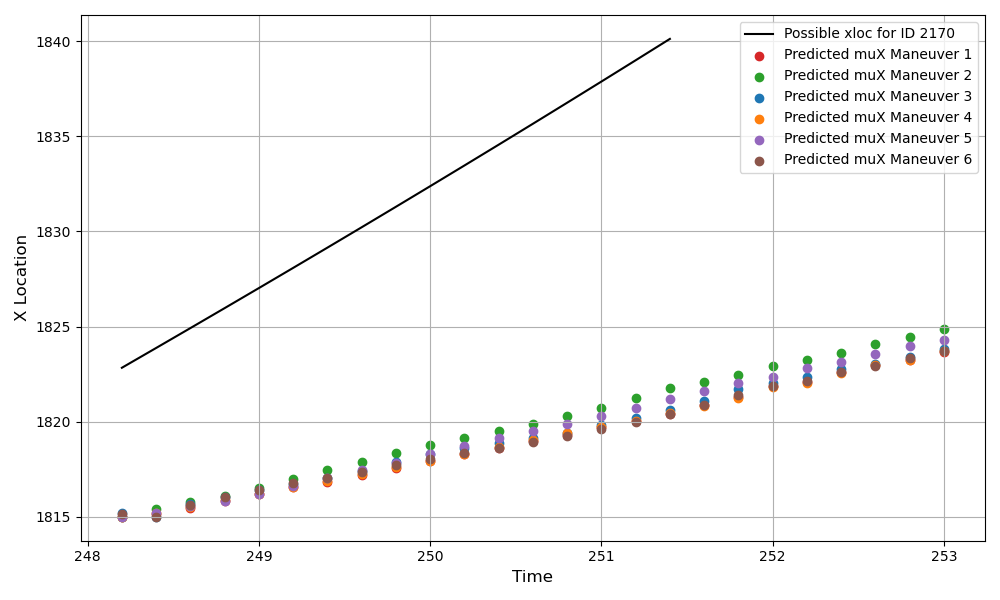 1840
1835
1830
1825
1820
1815
X Location
248
249
250
251
252
253
Time
Possible xloc for ID 2170
Predicted muX Maneuver 1
Predicted muX Maneuver 2
Predicted muX Maneuver 3
Predicted muX Maneuver 4
Predicted muX Maneuver 5
Predicted muX Maneuver 6